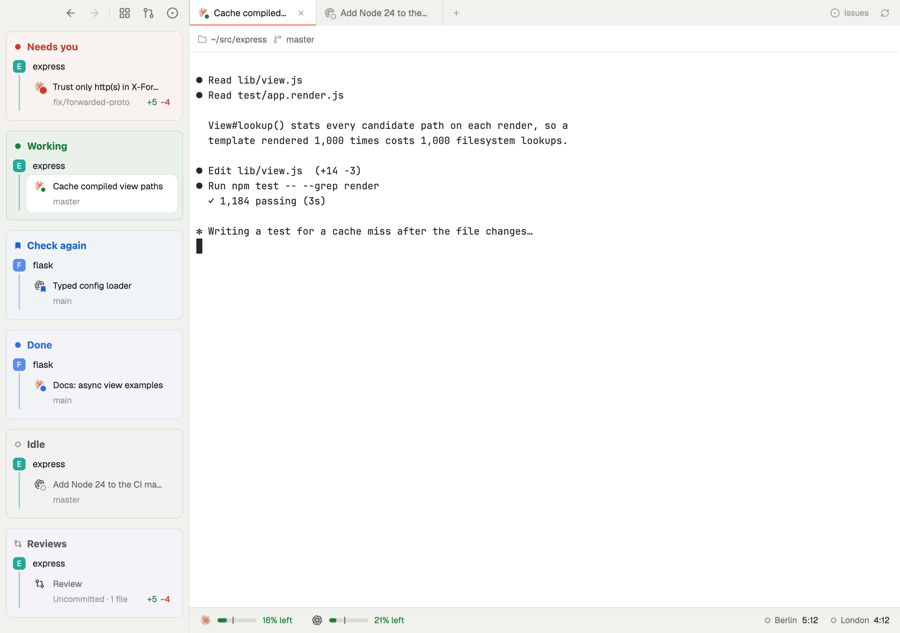 Needs you
E express
Trust only http(s) in X-For...
fix/forwarded-proto +5 −4
Working
E express
Cache compiled view paths
master
Check again
F flask
Typed config loader
main
Done
F flask
Docs: async view examples
main
Idle
E express
Add Node 24 to the CI ma...
master
Reviews
E express
Review
Uncommitted · 1 file +5 −4
Cache compiled... × Add Node 24 to the... + Issues
~/src/express master
● Read lib/view.js
● Read test/app.render.js
View#lookup() stats every candidate path on each render, so a
template rendered 1,000 times costs 1,000 filesystem lookups.
● Edit lib/view.js (+14 -3)
● Run npm test -- --grep render
✓ 1,184 passing (3s)
✻ Writing a test for a cache miss after the file changes…
16% left 21% left Berlin 5:12 London 4:12